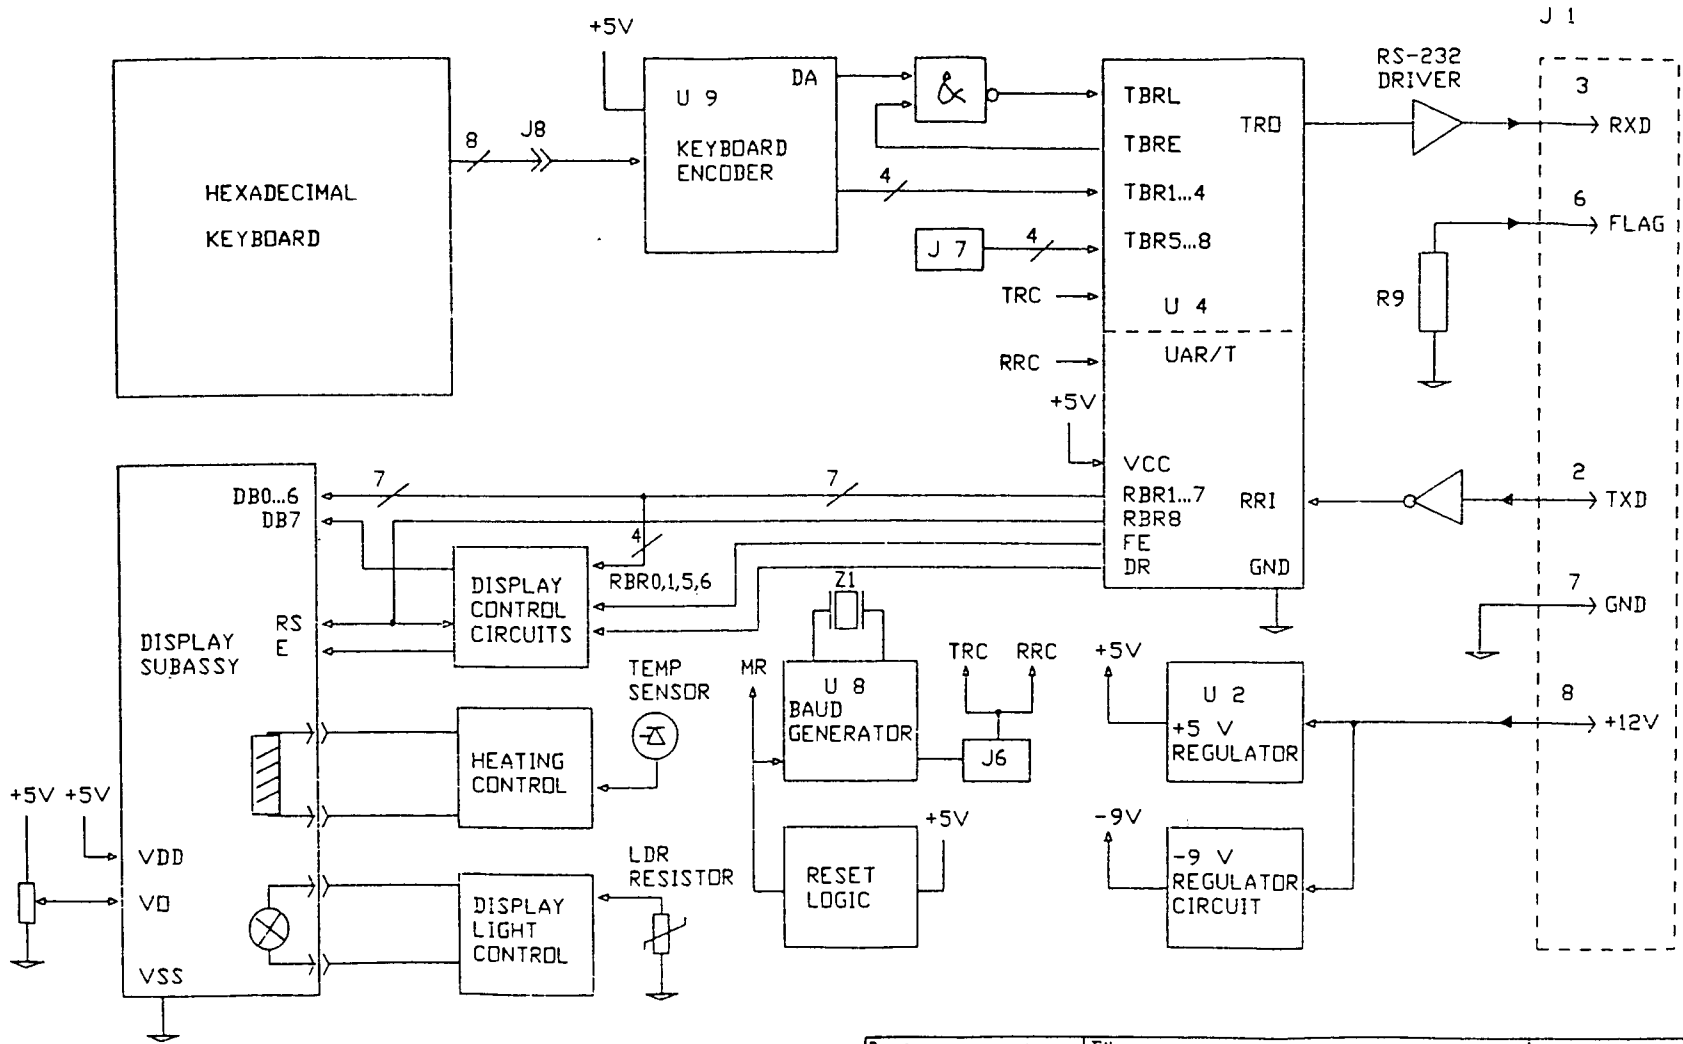 J 1
+5V
U 9
DA
KEYBOARD
ENCODER
&
HEXADECIMAL
KEYBOARD
8
J8
4
J 7
4
TRC
RRC
+5V
TBRL
TBRE
TBR1...4
TBR5...8
U 4
UAR/T
TRO
VCC
RBR1...7
RBR8
FE
DR
RRI
GND
RS-232
DRIVER
3
RXD
6
FLAG
R9
2
TXD
7
GND
8
+12V
7
7
DB0...6
DB7
4
RBR0,1,5,6
DISPLAY
CONTROL
CIRCUITS
RS
E
DISPLAY
SUBASSY
Z1
MR
U 8
BAUD
GENERATOR
TRC
RRC
J6
+5V
U 2
+5 V
REGULATOR
TEMP
SENSOR
HEATING
CONTROL
+5V
+5V
VDD
VO
VSS
LDR
RESISTOR
DISPLAY
LIGHT
CONTROL
RESET
LOGIC
+5V
-9V
-9 V
REGULATOR
CIRCUIT